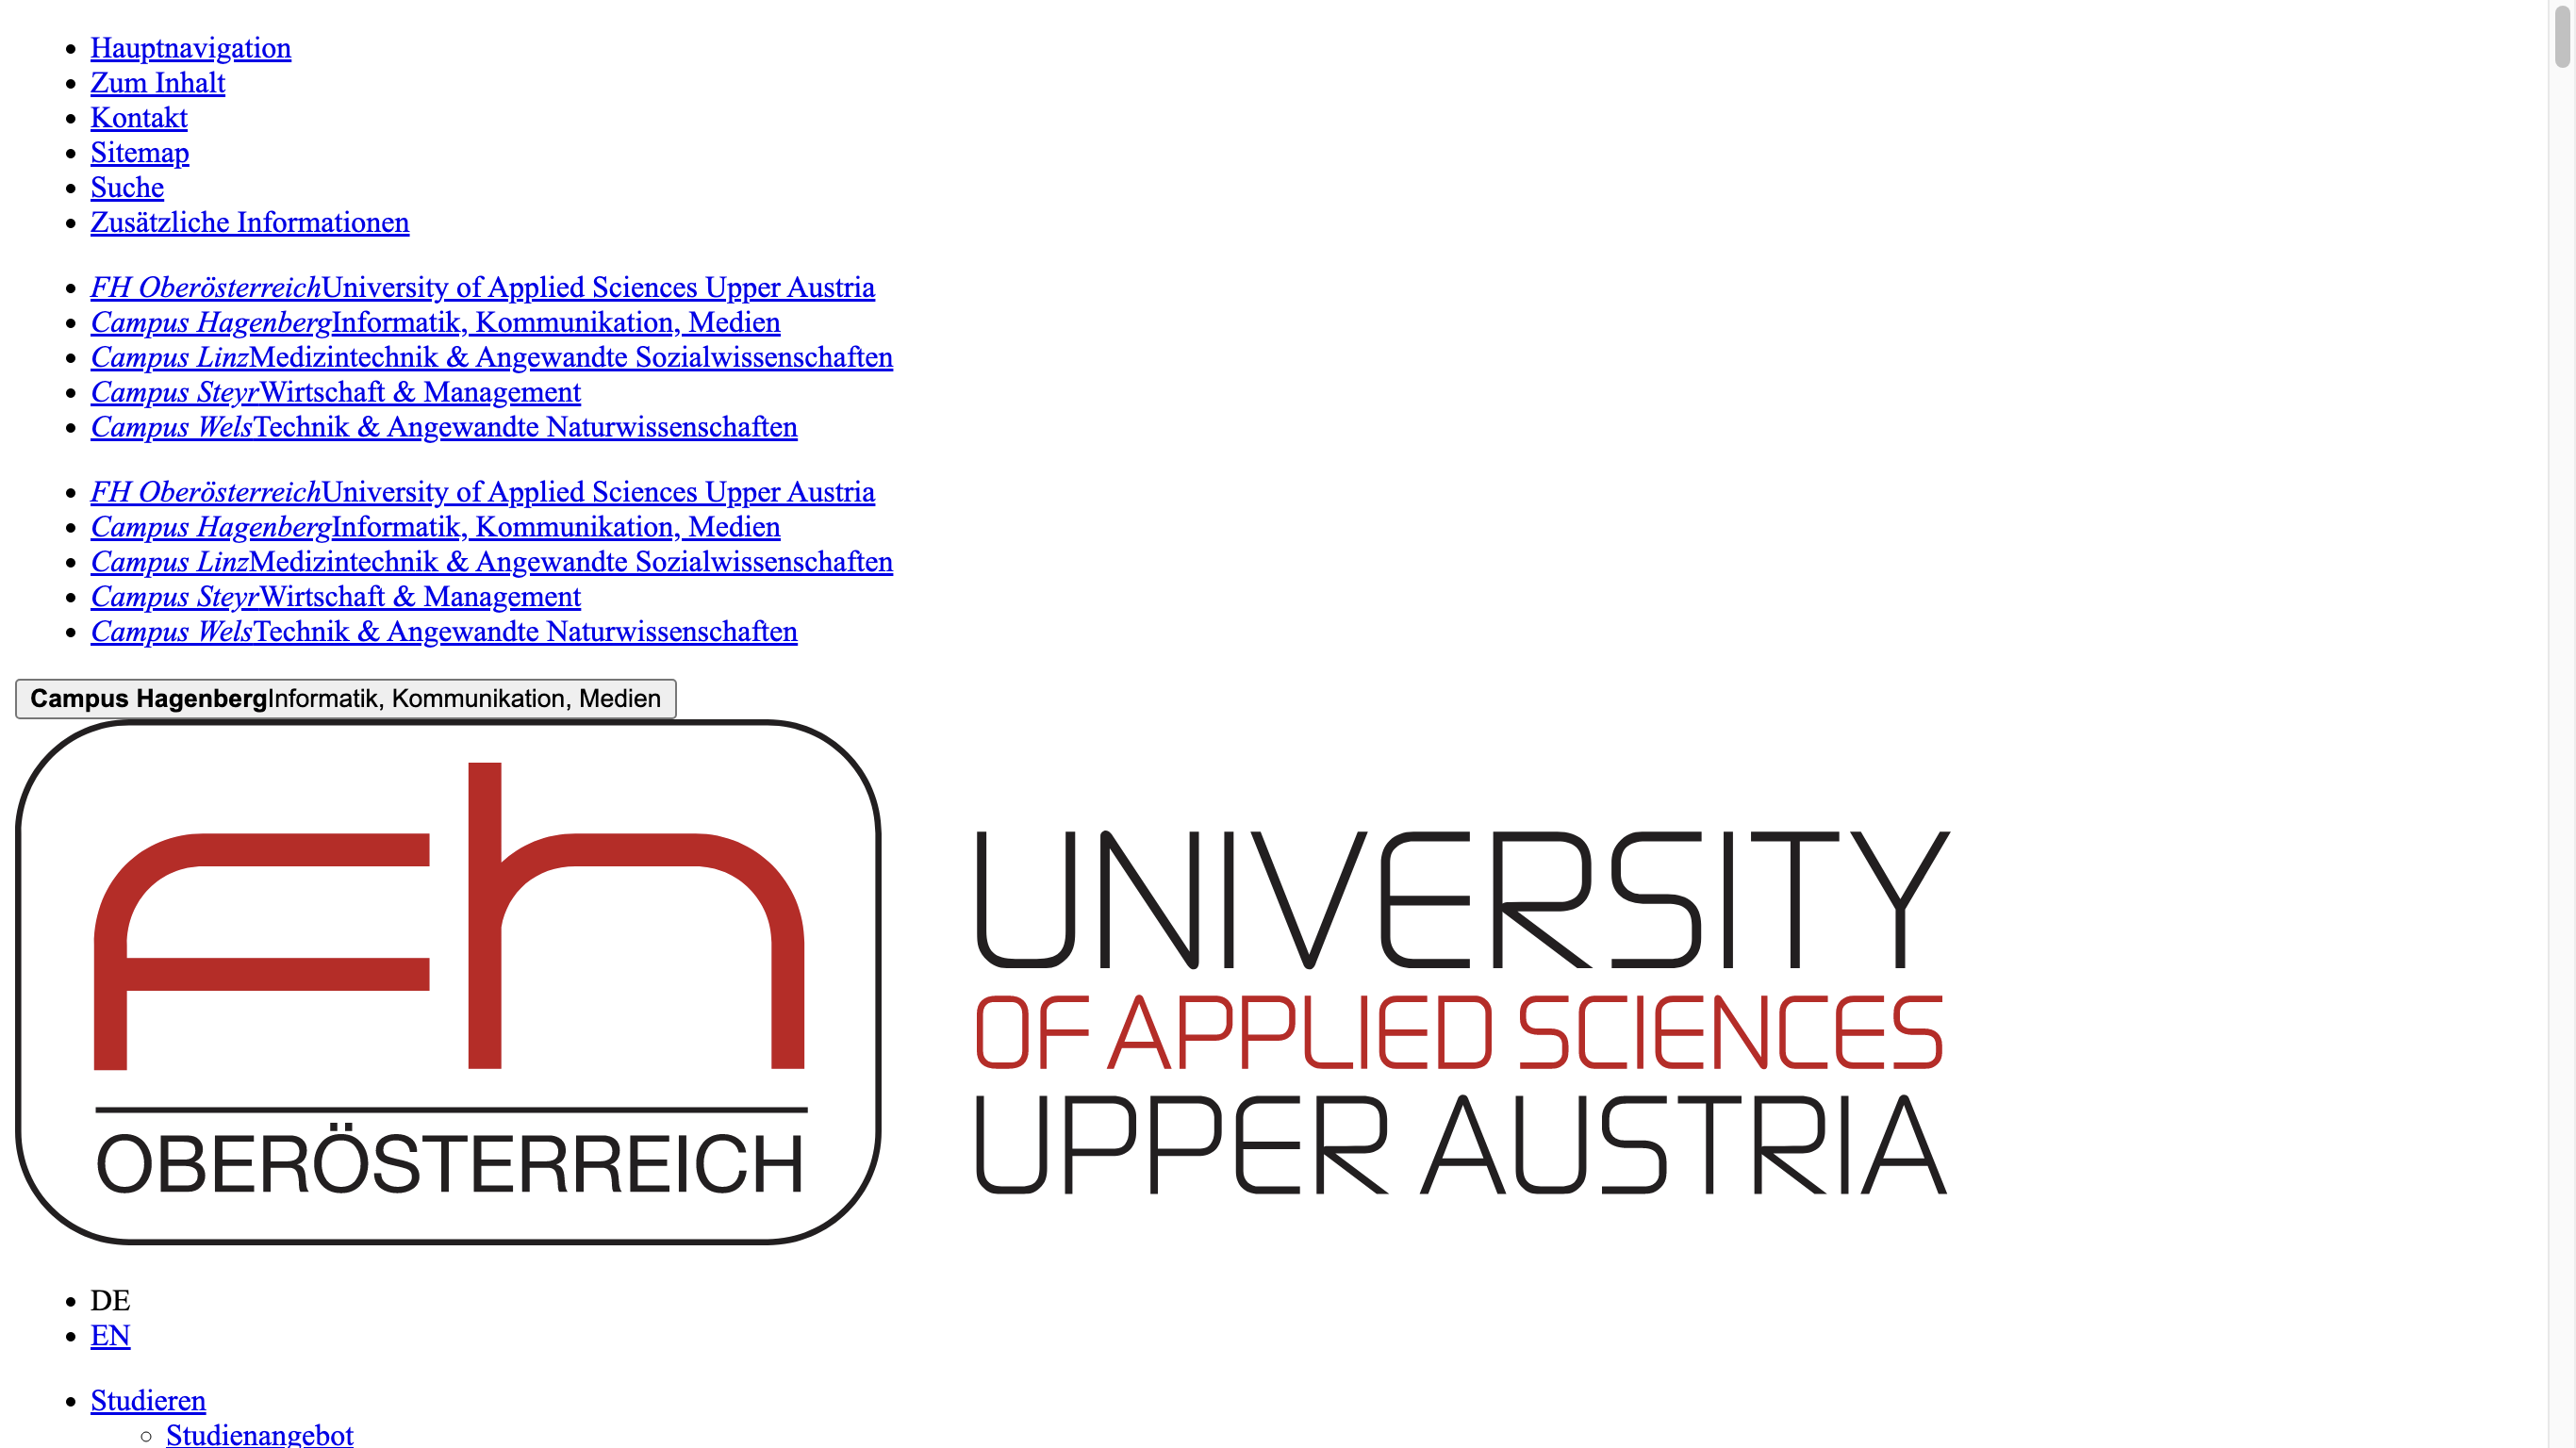 Hauptnavigation
Zum Inhalt
Kontakt
Sitemap
Suche
Zusätzliche Informationen
FH OberösterreichUniversity of Applied Sciences Upper Austria
Campus HagenbergInformatik, Kommunikation, Medien
Campus LinzMedizintechnik & Angewandte Sozialwissenschaften
Campus SteyrWirtschaft & Management
Campus WelsTechnik & Angewandte Naturwissenschaften
FH OberösterreichUniversity of Applied Sciences Upper Austria
Campus HagenbergInformatik, Kommunikation, Medien
Campus LinzMedizintechnik & Angewandte Sozialwissenschaften
Campus SteyrWirtschaft & Management
Campus WelsTechnik & Angewandte Naturwissenschaften
Campus HagenbergInformatik, Kommunikation, Medien
fh
OBERÖSTERREICH
UNIVERSITY
OF APPLIED SCIENCES
UPPER AUSTRIA
DE
EN
Studieren
Studienangebot